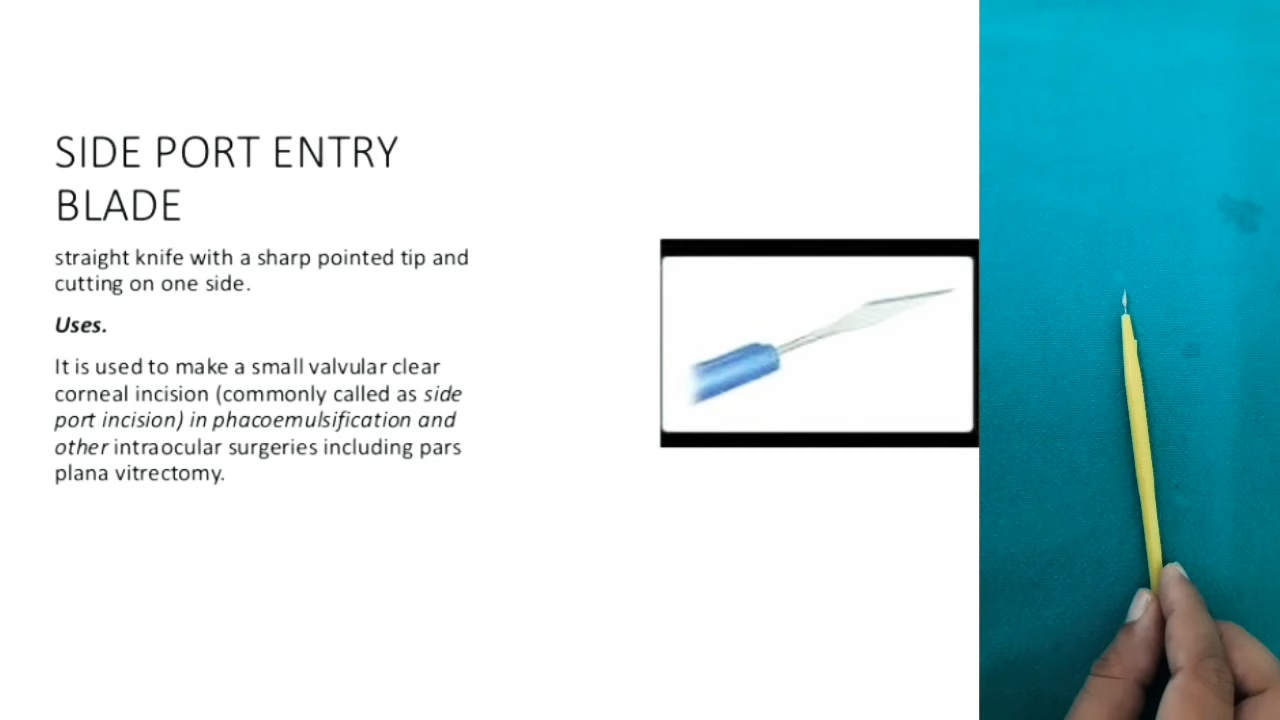 SIDE PORT ENTRY
BLADE
straight knife with a sharp pointed tip and
cutting on one side.
Uses.
It is used to make a small valvular clear
corneal incision (commonly called as side
port incision) in phacoemulsification and
other intraocular surgeries including pars
plana vitrectomy.